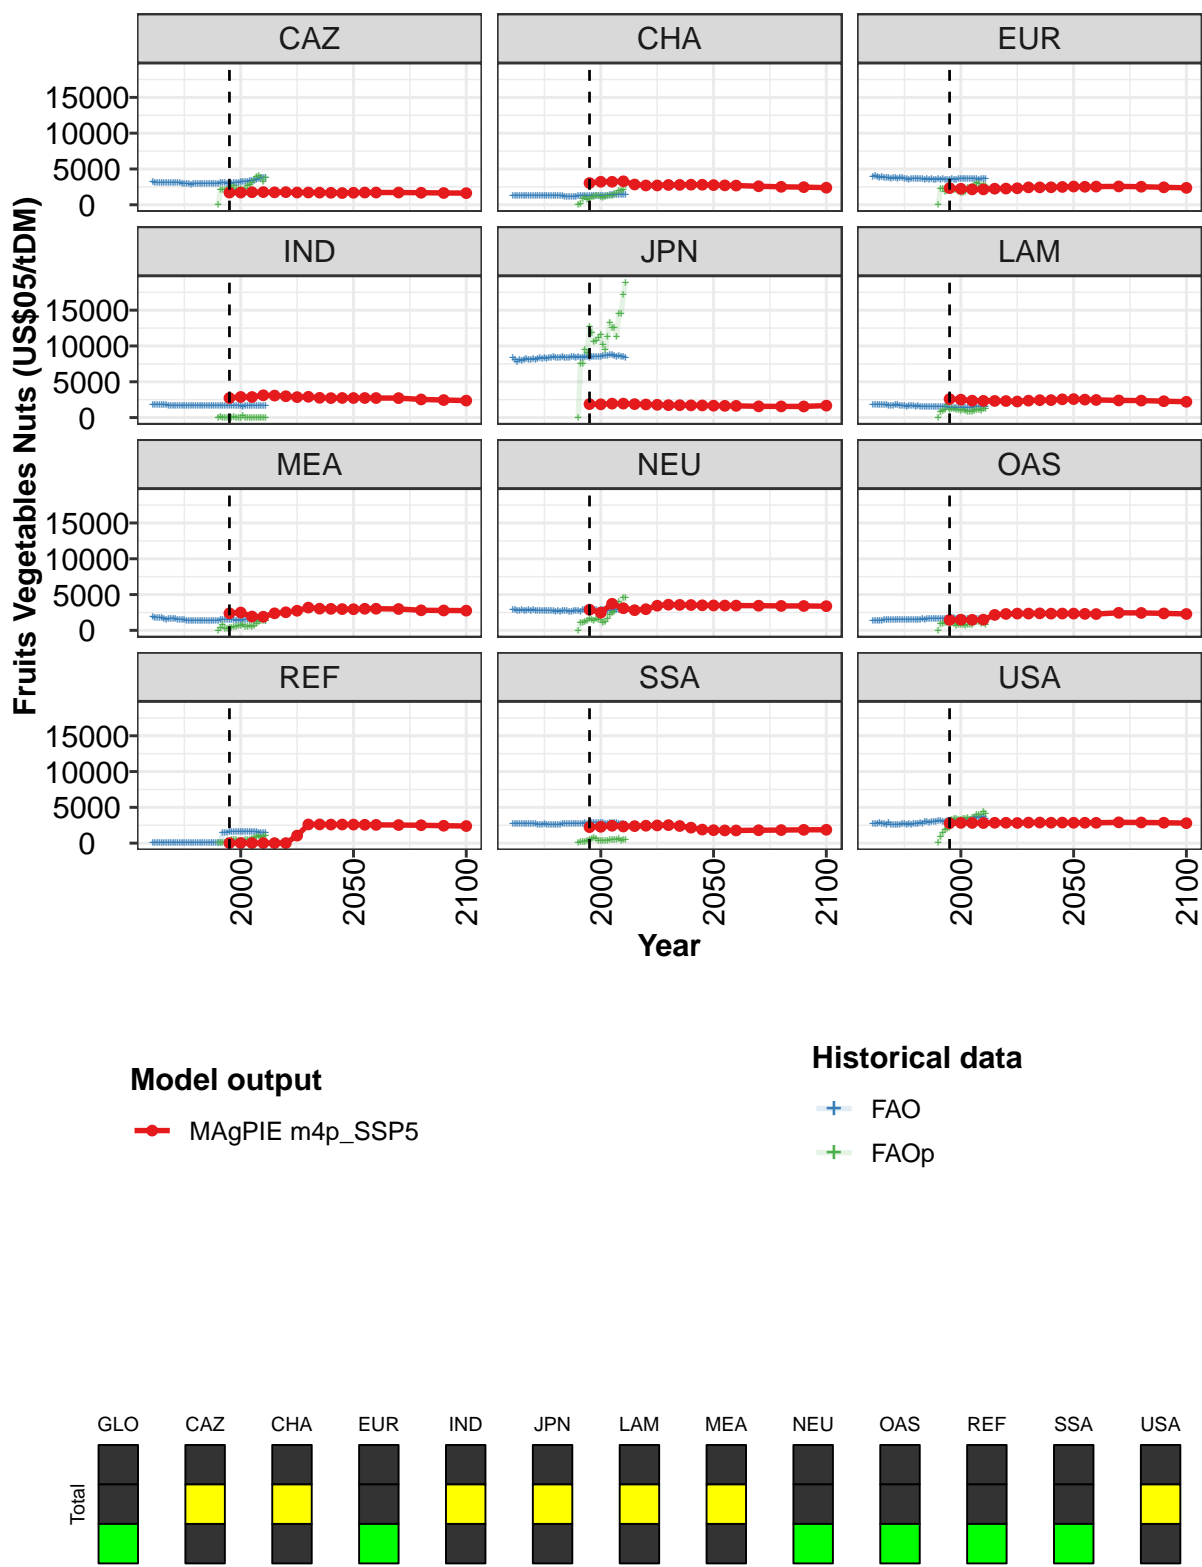 CAZ CHA EUR
15000
10000
5000
0
IND JPN LAM
15000
10000
5000
0
MEA NEU OAS
15000
10000
5000
0
REF SSA USA
15000
10000
5000
0
Fruits Vegetables Nuts (US$05/tDM)
2000 2050 2100 2000 2050 2100 2000 2050 2100
Year
Model output
MAgPIE m4p_SSP5
Historical data
FAO
FAOp
GLO CAZ CHA EUR IND JPN LAM MEA NEU OAS REF SSA USA
Total